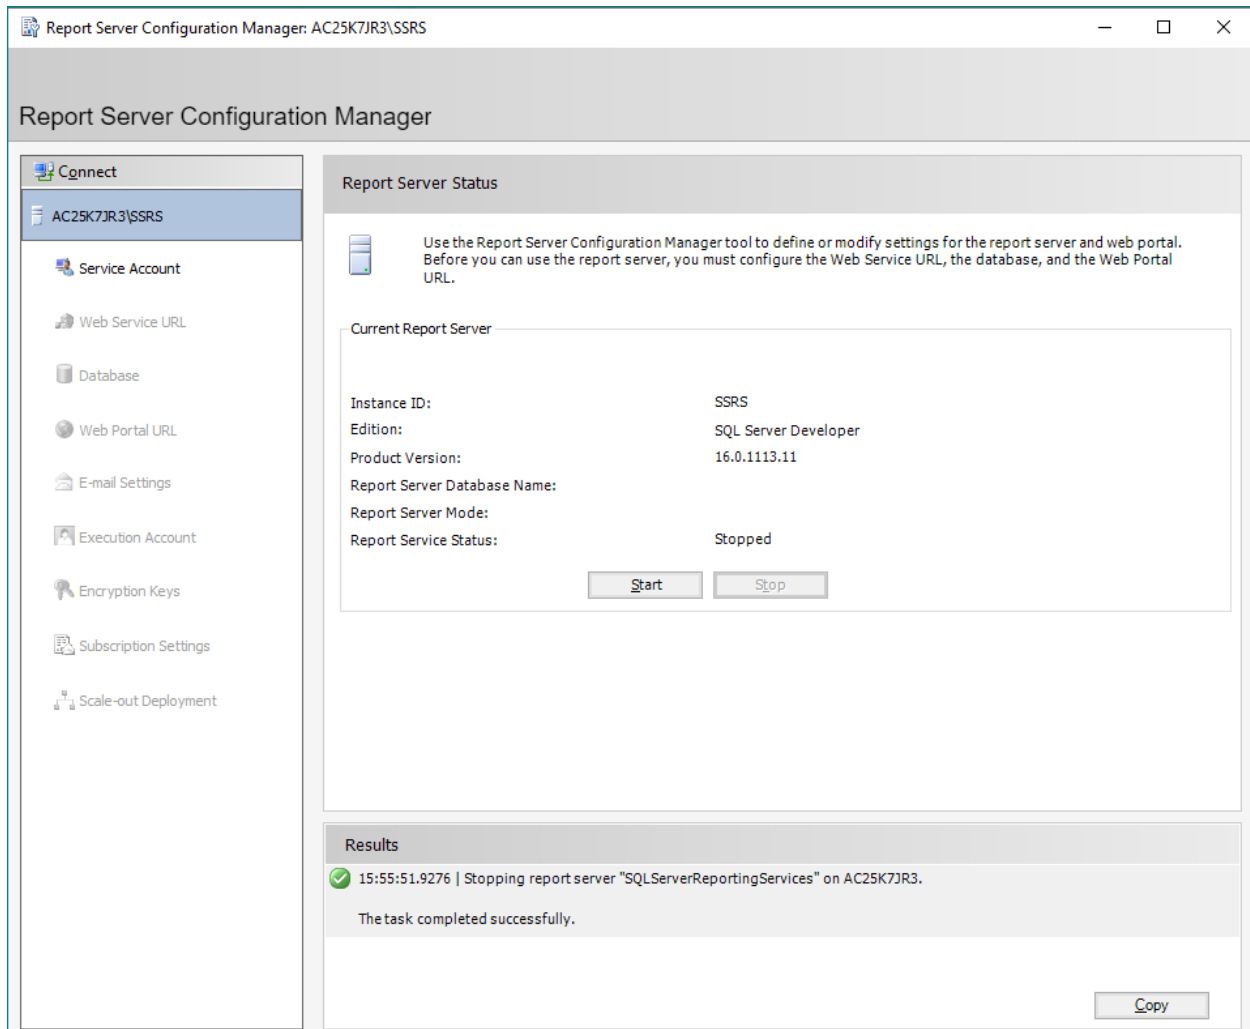 Report Server Configuration Manager: AC25K7JR3\SSRS
Report Server Configuration Manager
Connect
AC25K7JR3\SSRS
Service Account
Web Service URL
Database
Web Portal URL
E-mail Settings
Execution Account
Encryption Keys
Subscription Settings
Scale-out Deployment
Report Server Status
Use the Report Server Configuration Manager tool to define or modify settings for the report server and web portal.
Before you can use the report server, you must configure the Web Service URL, the database, and the Web Portal
URL.
Current Report Server
Instance ID: SSRS
Edition: SQL Server Developer
Product Version: 16.0.1113.11
Report Server Database Name:
Report Server Mode:
Report Service Status: Stopped
Start Stop
Results
15:55:51.9276 | Stopping report server "SQLServerReportingServices" on AC25K7JR3.
The task completed successfully.
Copy